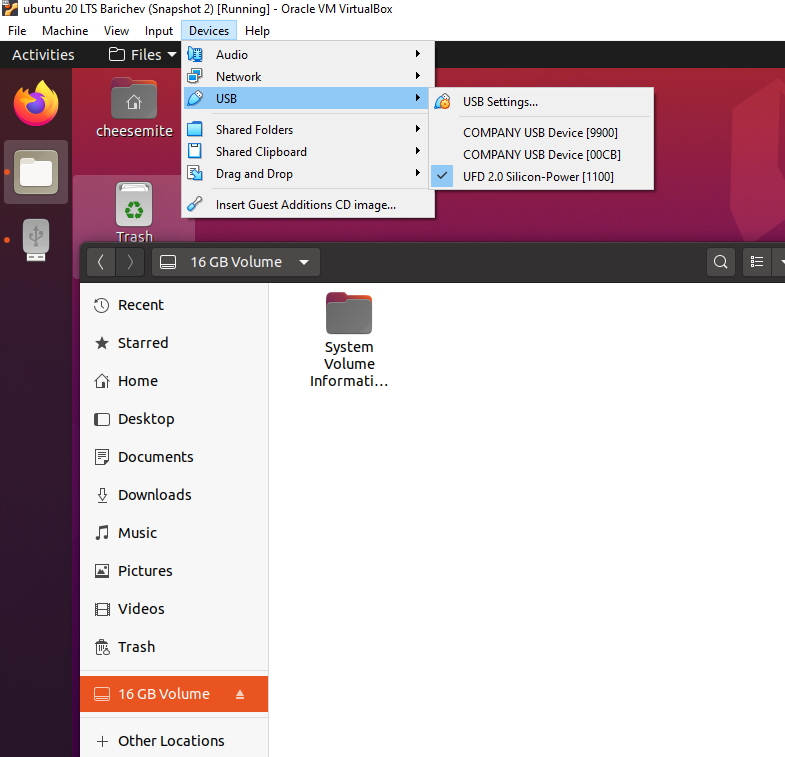 ubuntu 20 LTS Barichev (Snapshot 2) [Running] - Oracle VM VirtualBox
File Machine View Input Devices Help
Activities Files
Audio
Network
USB
Shared Folders
Shared Clipboard
Drag and Drop
Insert Guest Additions CD image...
USB Settings...
COMPANY USB Device [9900]
COMPANY USB Device [00CB]
UFD 2.0 Silicon-Power [1100]
cheesemite
Trash
16 GB Volume
Recent
Starred
Home
Desktop
Documents
Downloads
Music
Pictures
Videos
Trash
16 GB Volume
Other Locations
System
Volume
Informati...